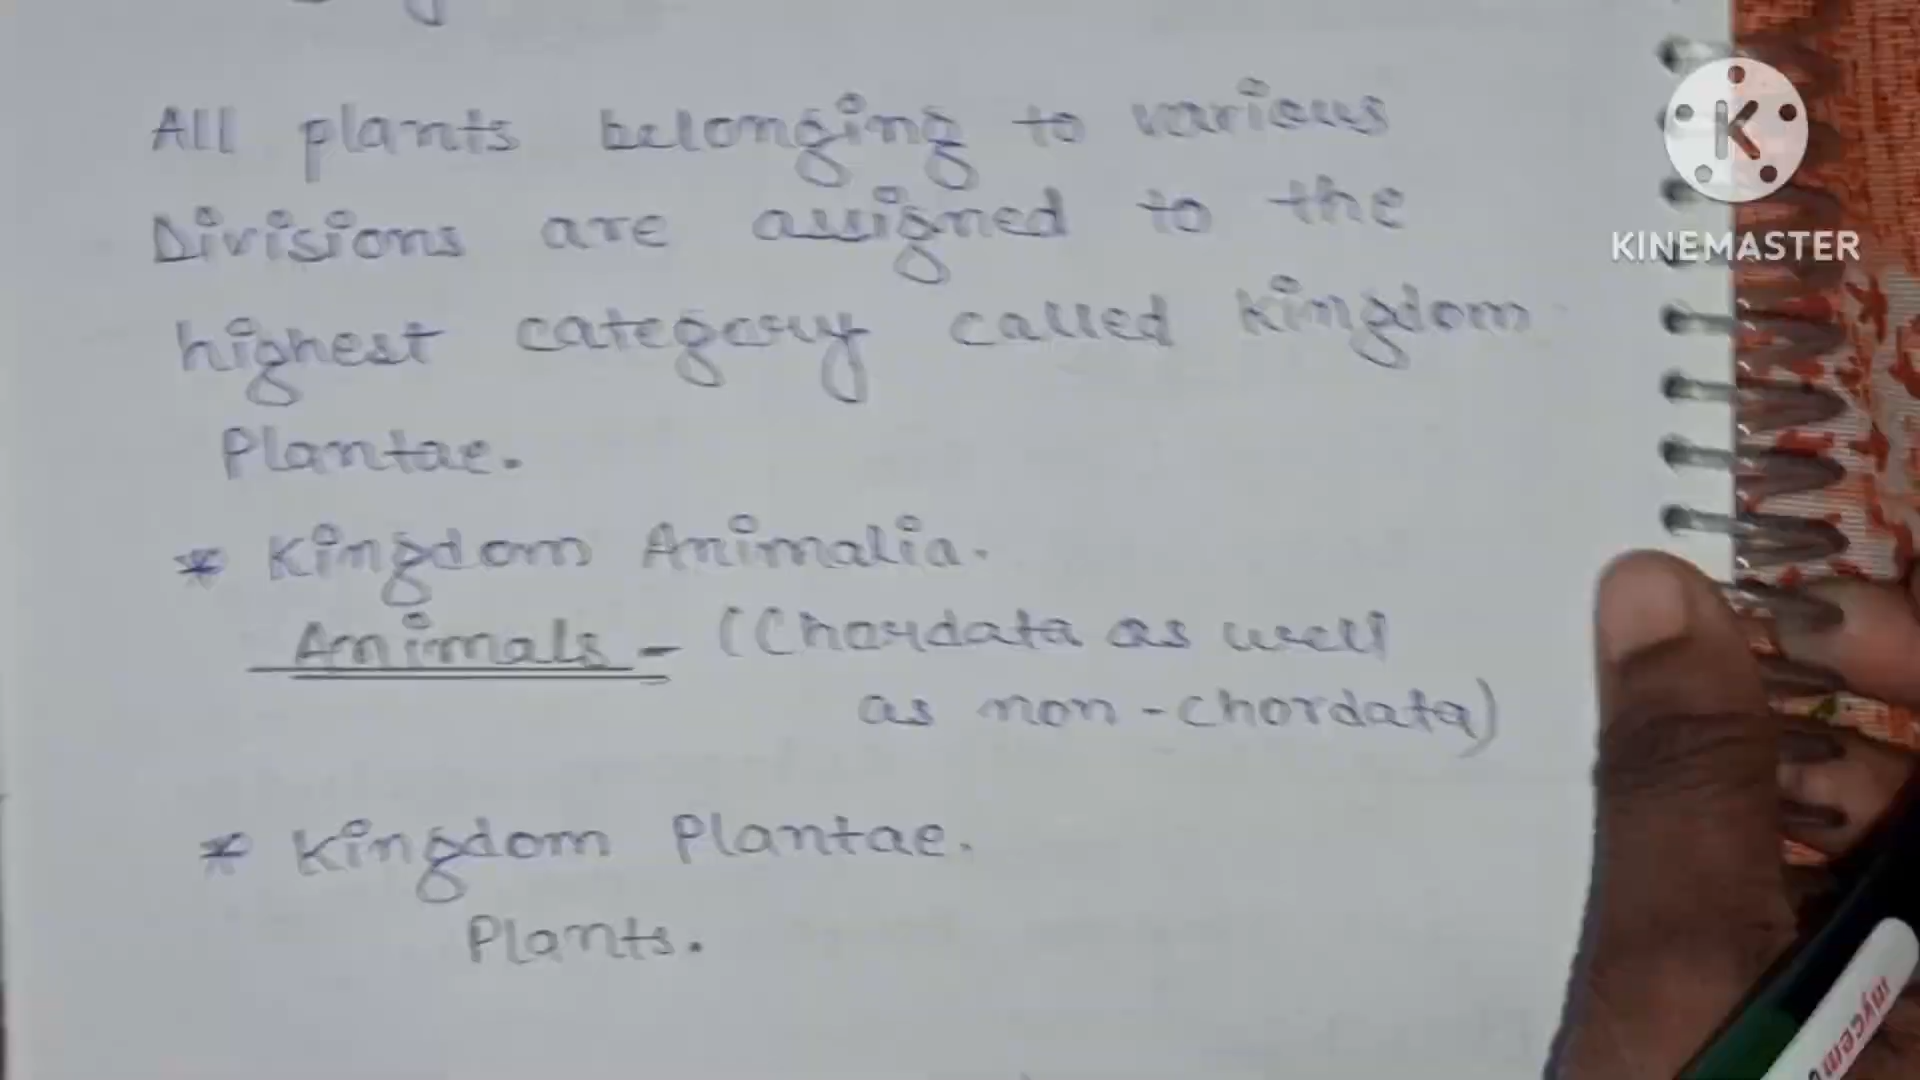 All plants belonging to various
Divisions are assigned to the
highest category called Kingdom
Plantae.
* Kingdom Animalia.
Animals - (Chordata as well
as non-chordata)
* Kingdom Plantae.
Plants.
K
KINEMASTER